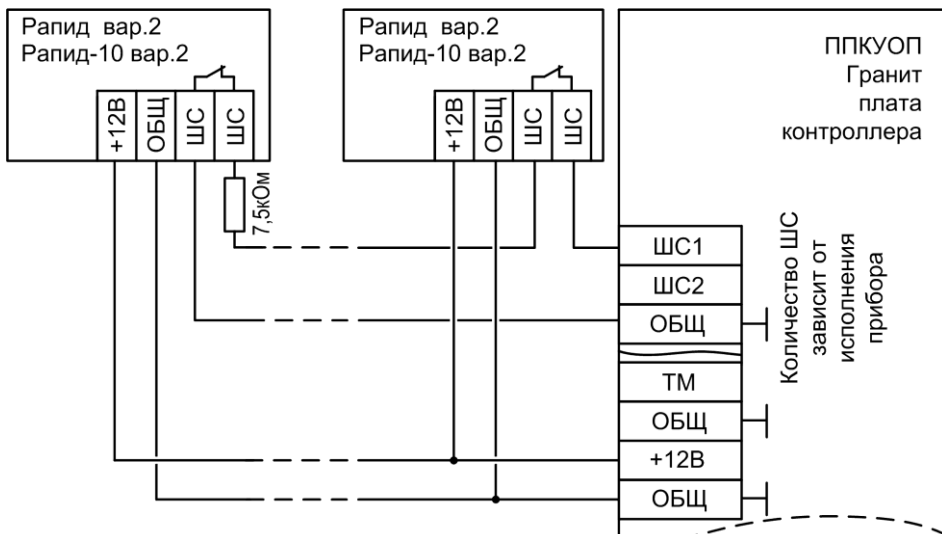 Рапид вар.2
Рапид-10 вар.2
+12В
ОБЩ
ШС
ШС
7,5кОм
Рапид вар.2
Рапид-10 вар.2
+12В
ОБЩ
ШС
ШС
ППКУОП
Гранит
плата
контроллера
ШС1
ШС2
ОБЩ
ТМ
ОБЩ
+12В
ОБЩ
Количество ШС
зависит от
исполнения
прибора